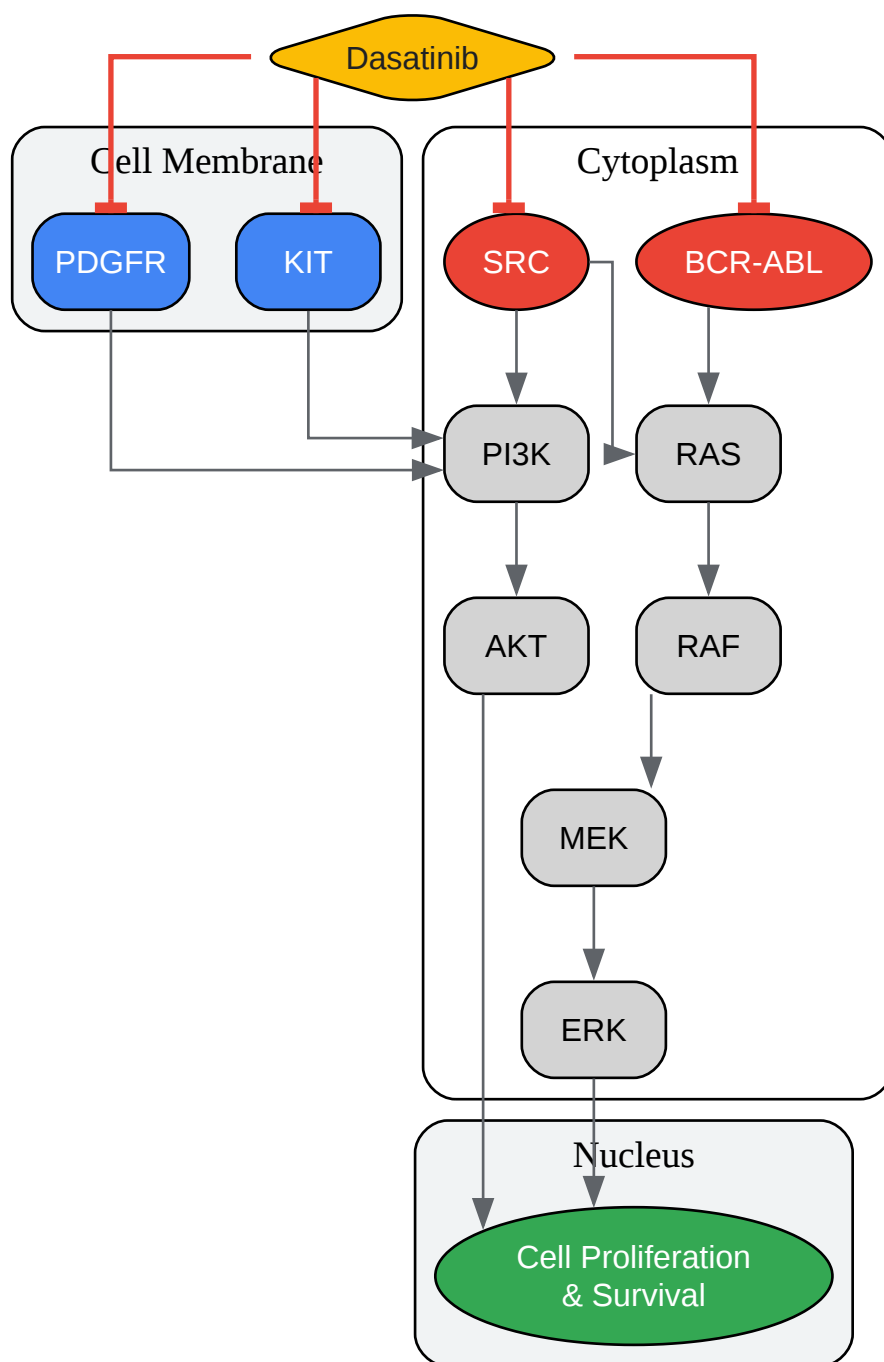 Dasatinib
Cell Membrane
Cytoplasm
PDGFR
KIT
SRC
BCR-ABL
PI3K
RAS
AKT
RAF
MEK
ERK
Nucleus
Cell Proliferation
& Survival